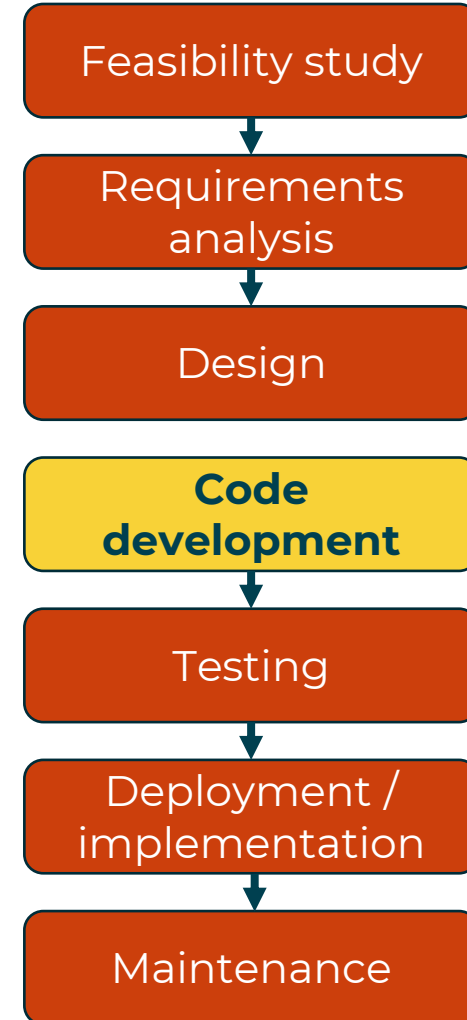 Feasibility study
Requirements
analysis
Design
Code
development
Testing
Deployment /
implementation
Maintenance